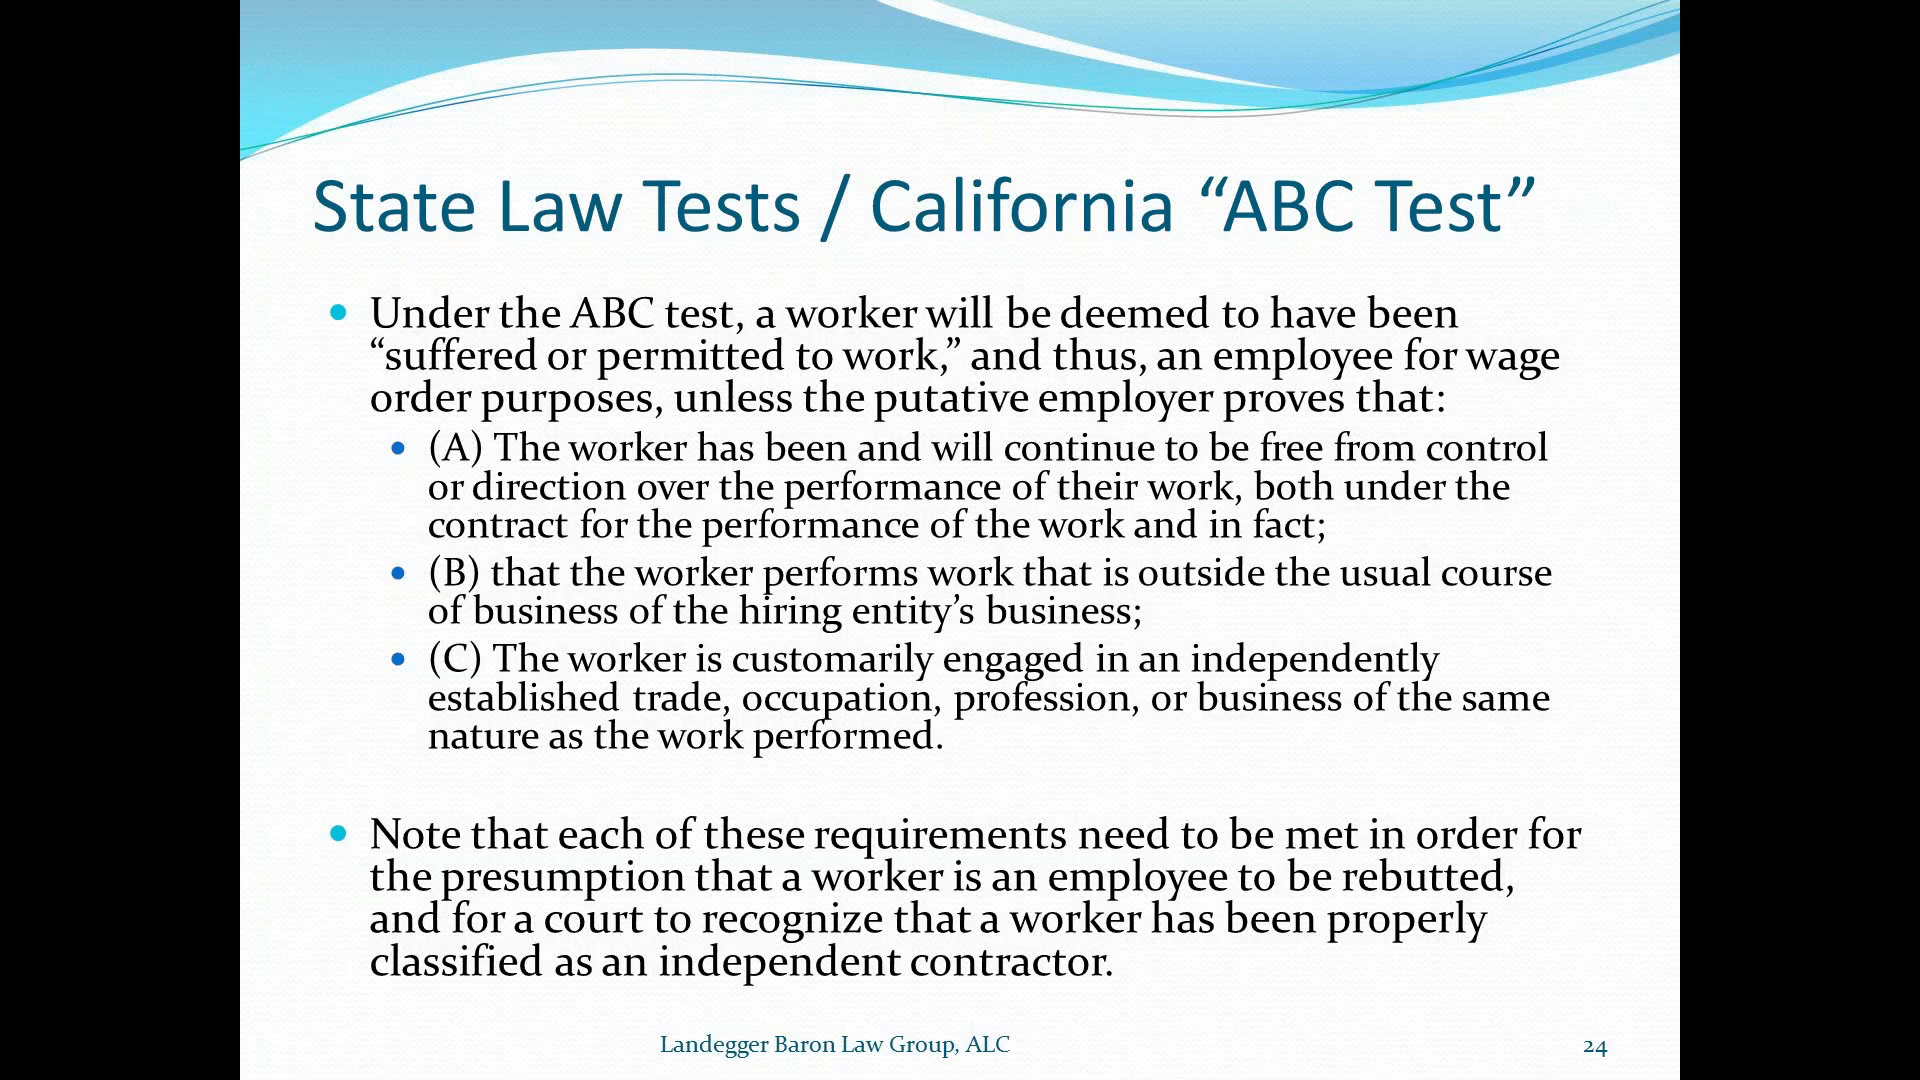 State Law Tests / California “ABC Test”
• Under the ABC test, a worker will be deemed to have been
“suffered or permitted to work,” and thus, an employee for wage
order purposes, unless the putative employer proves that:
• (A) The worker has been and will continue to be free from control
or direction over the performance of their work, both under the
contract for the performance of the work and in fact;
• (B) that the worker performs work that is outside the usual course
of business of the hiring entity’s business;
• (C) The worker is customarily engaged in an independently
established trade, occupation, profession, or business of the same
nature as the work performed.
• Note that each of these requirements need to be met in order for
the presumption that a worker is an employee to be rebutted,
and for a court to recognize that a worker has been properly
classified as an independent contractor.
Landegger Baron Law Group, ALC
24